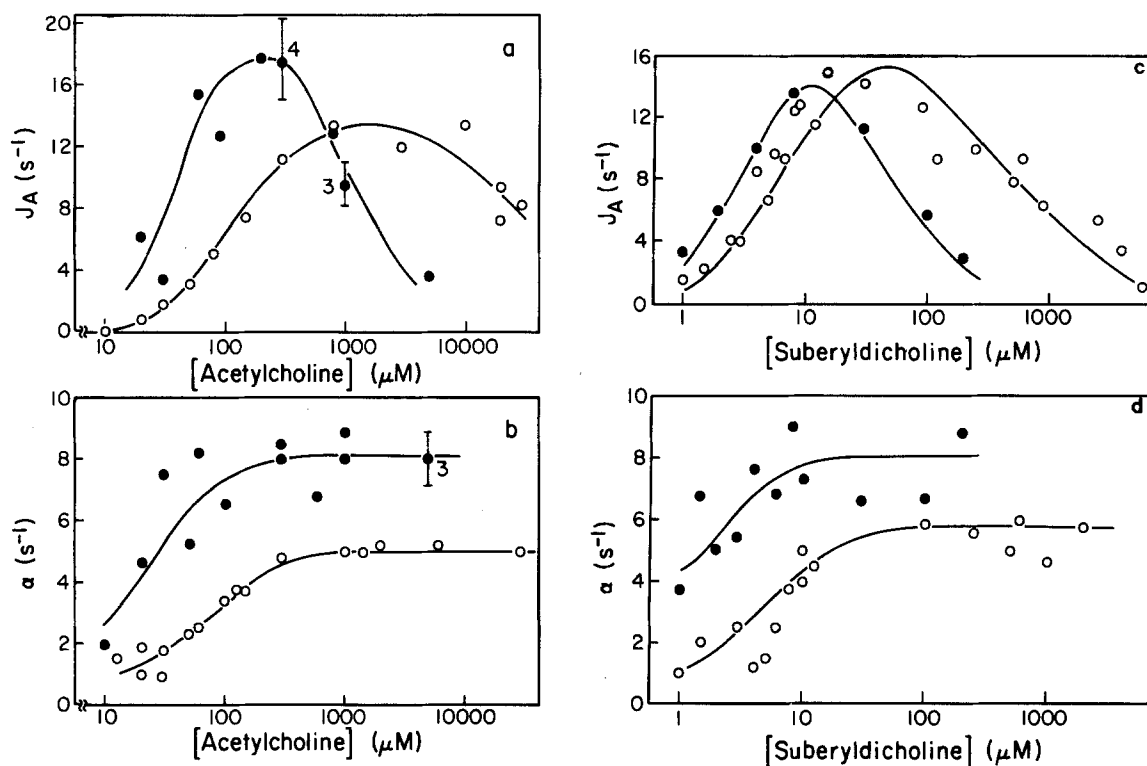 a
J_A (s⁻¹)
20
16
12
8
4
0
4
3
10 100 1000 10000
[Acetylcholine] (μM)
c
J_A (s⁻¹)
16
12
8
4
0
1 10 100 1000
[Suberyldicholine] (μM)
b
α (s⁻¹)
10
8
6
4
2
0
3
10 100 1000 10000
[Acetylcholine] (μM)
d
α (s⁻¹)
10
8
6
4
2
0
1 10 100 1000
[Suberyldicholine] (μM)